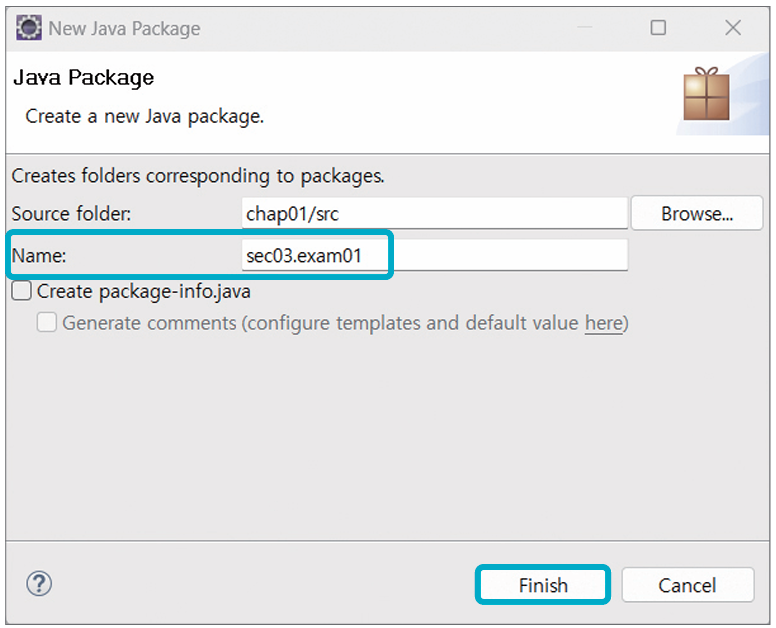 New Java Package
Java Package
Create a new Java package.
Creates folders corresponding to packages.
Source folder: chap01/src Browse...
Name: sec03.exam01
Create package-info.java
Generate comments (configure templates and default value here)
Finish Cancel